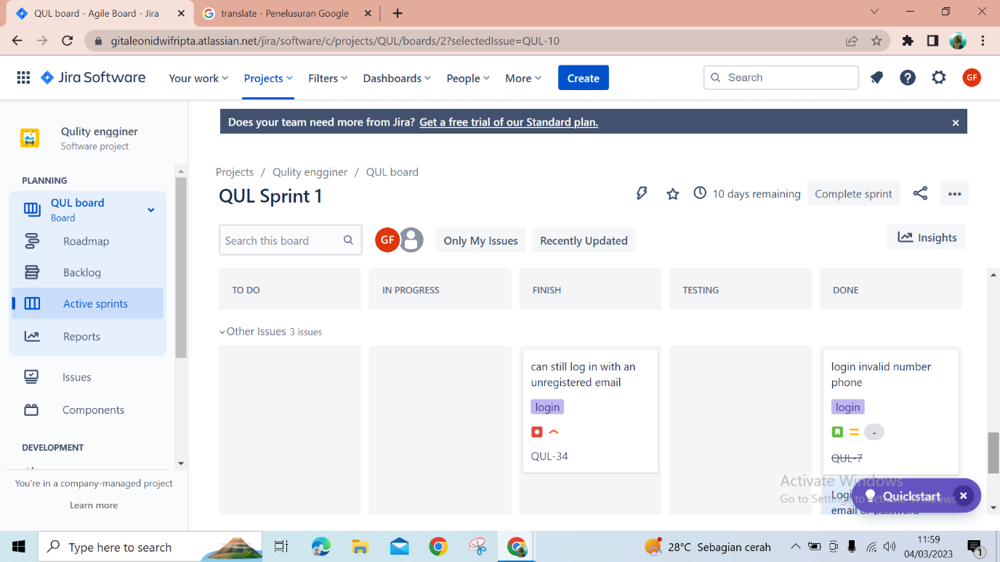 QUL board - Agile Board - Jira
translate - Penelusuran Google
gitaleonidwifripta.atlassian.net/jira/software/c/projects/QUL/boards/2?selectedIssue=QUL-10
Jira Software
Your work
Projects
Filters
Dashboards
People
More
Create
Search
GF
Does your team need more from Jira? Get a free trial of our Standard plan.
Qulity engginer
Software project
PLANNING
QUL board
Board
Roadmap
Backlog
Active sprints
Reports
Issues
Components
DEVELOPMENT
You're in a company-managed project
Learn more
Projects / Qulity engginer / QUL board
QUL Sprint 1
10 days remaining
Complete sprint
Search this board
GF
Only My Issues
Recently Updated
Insights
TO DO
IN PROGRESS
FINISH
TESTING
DONE
Other Issues 3 issues
can still log in with an
unregistered email
login
QUL-34
login invalid number
phone
login
-
QUL-7
Activate Windows
Go to Settings to activate Windows.
Quickstart
email or password
Type here to search
28°C Sebagian cerah
11:59
04/03/2023
1